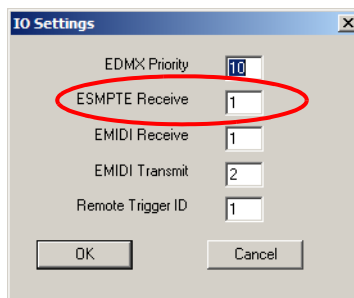 IO Settings
EDMX Priority 10
ESMPTE Receive 1
EMIDI Receive 1
EMIDI Transmit 2
Remote Trigger ID 1
OK Cancel